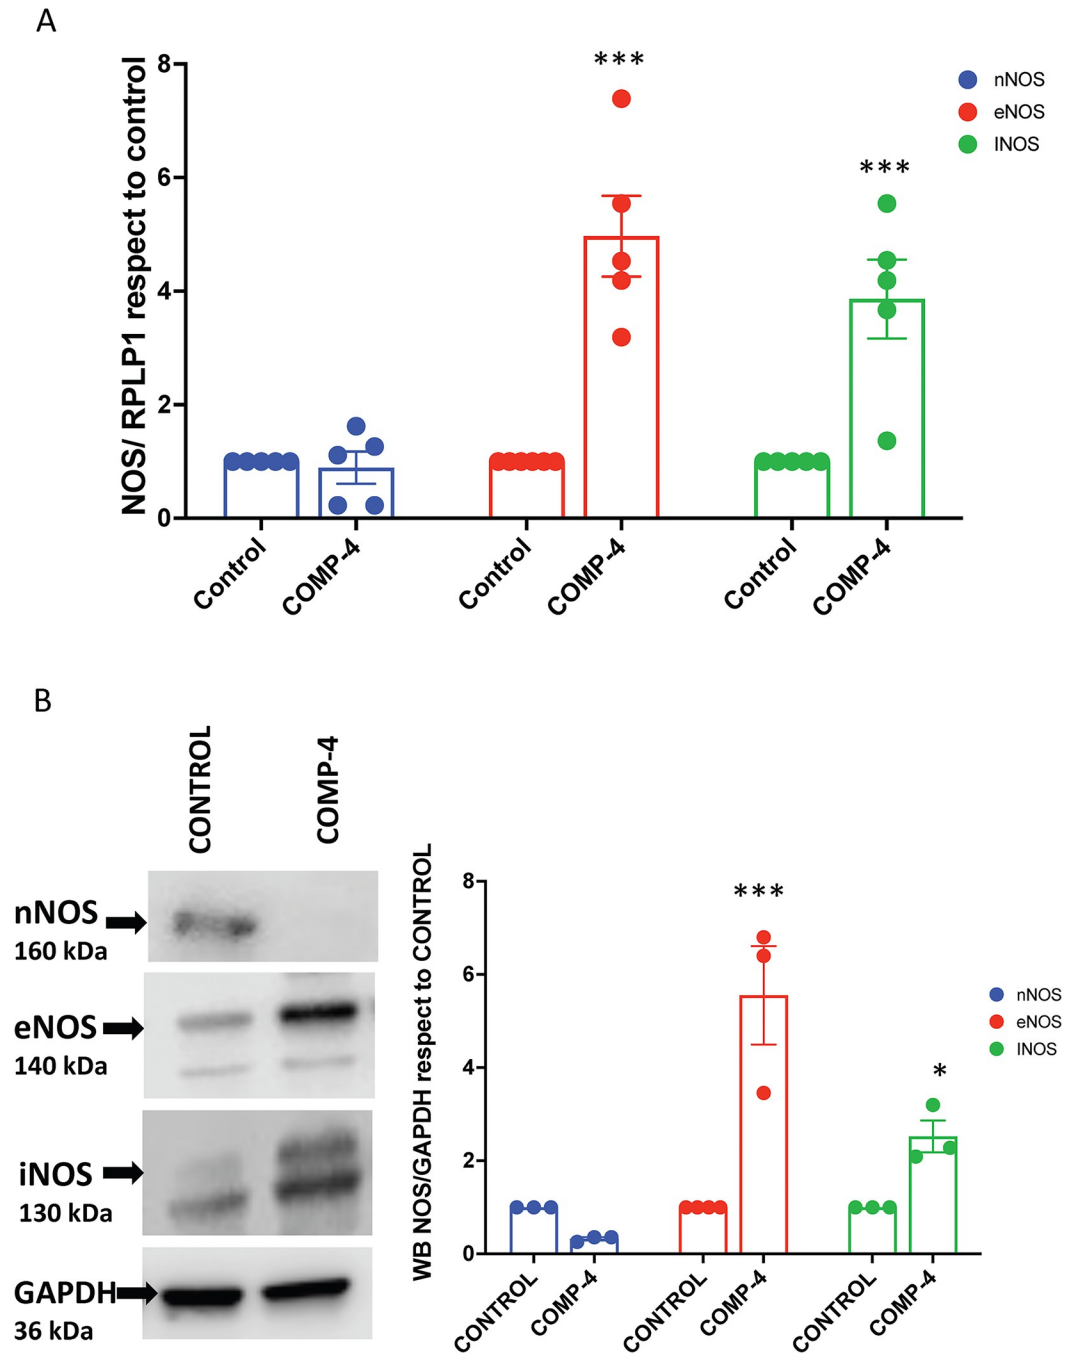 A
NOS/ RPLP1 respect to control
8
6
4
2
0
***
***
nNOS
eNOS
INOS
Control
COMP-4
Control
COMP-4
Control
COMP-4
B
CONTROL
COMP-4
nNOS
160 kDa
eNOS
140 kDa
iNOS
130 kDa
GAPDH
36 kDa
WB NOS/GAPDH respect to CONTROL
8
6
4
2
0
***
*
nNOS
eNOS
INOS
CONTROL
COMP-4
CONTROL
COMP-4
CONTROL
COMP-4